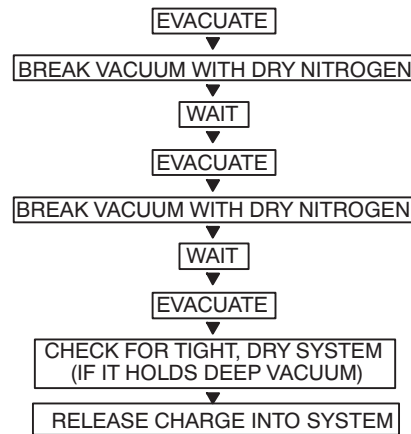 EVACUATE
BREAK VACUUM WITH DRY NITROGEN
WAIT
EVACUATE
BREAK VACUUM WITH DRY NITROGEN
WAIT
EVACUATE
CHECK FOR TIGHT, DRY SYSTEM
(IF IT HOLDS DEEP VACUUM)
RELEASE CHARGE INTO SYSTEM